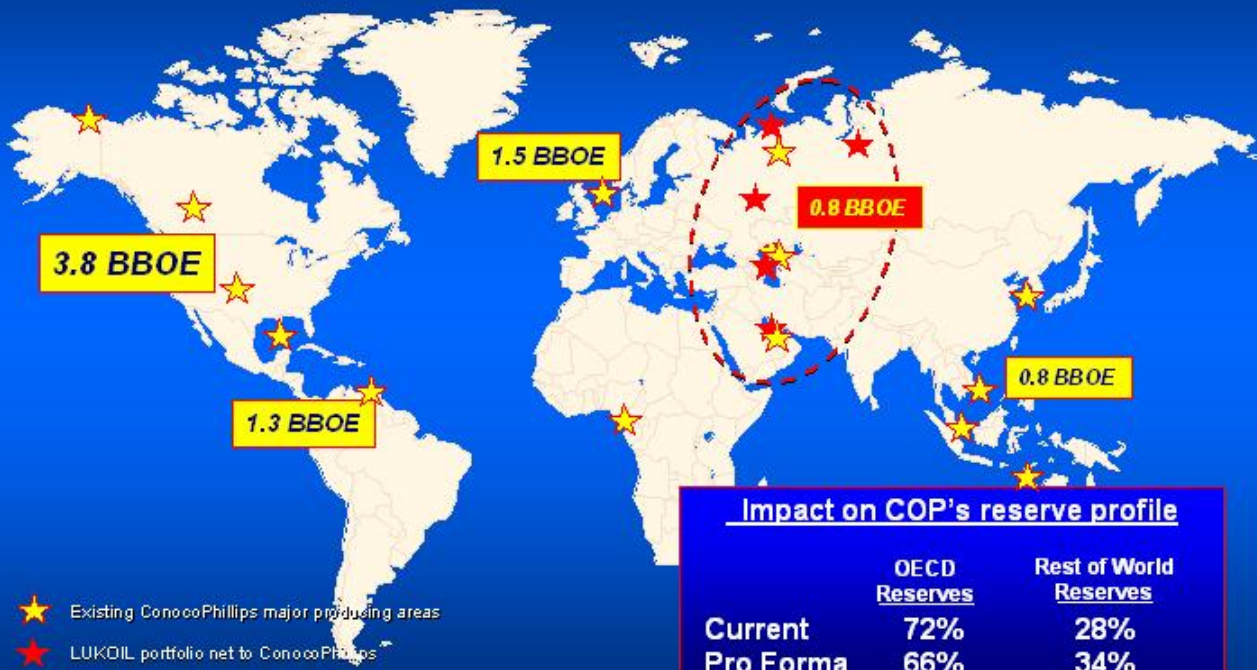 1.5 BBOE
0.8 BBOE
3.8 BBOE
0.8 BBOE
1.3 BBOE
Impact on COP's reserve profile
OECD Rest of World
Reserves Reserves
Current 72% 28%
Pro Forma 66% 34%
Existing ConocoPhillips major producing areas
LUKOIL portfolio net to ConocoPhillips